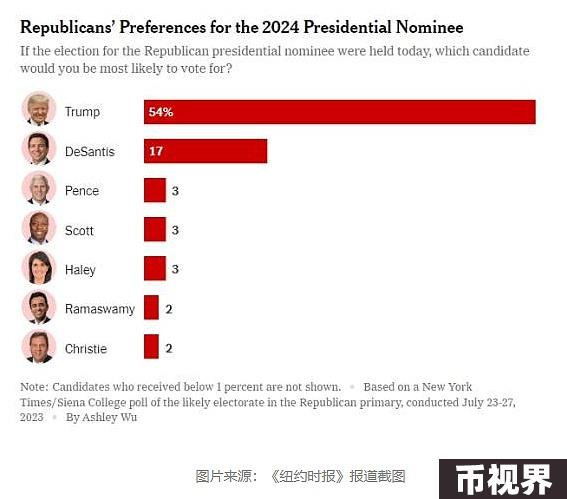 Republicans’ Preferences for the 2024 Presidential Nominee
If the election for the Republican presidential nominee were held today, which candidate
would you be most likely to vote for?
Trump 54%
DeSantis 17
Pence 3
Scott 3
Haley 3
Ramaswamy 2
Christie 2
Note: Candidates who received below 1 percent are not shown. • Based on a New York
Times/Siena College poll of the likely electorate in the Republican primary, conducted July 23-27,
2023 • By Ashley Wu
图片来源：《纽约时报》报道截图
币视界